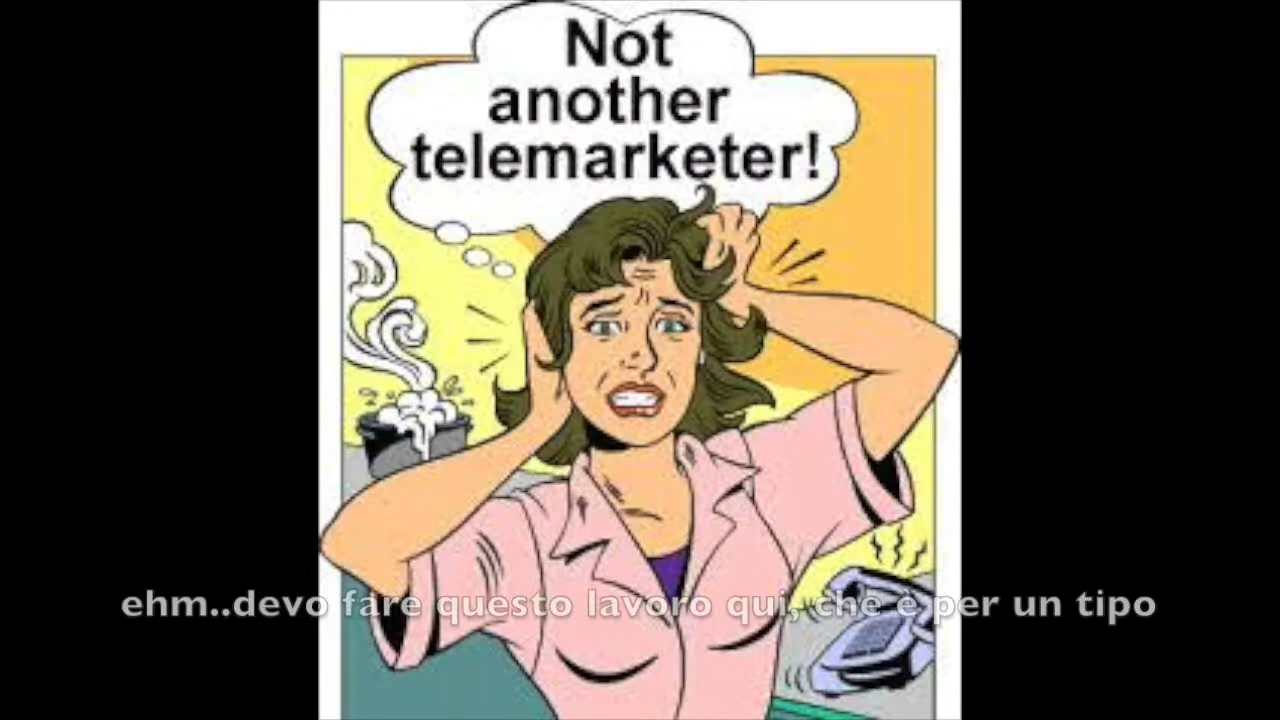 Not
another
telemarketer!
ehm..devo fare questo lavoro qui, che è per un tipo